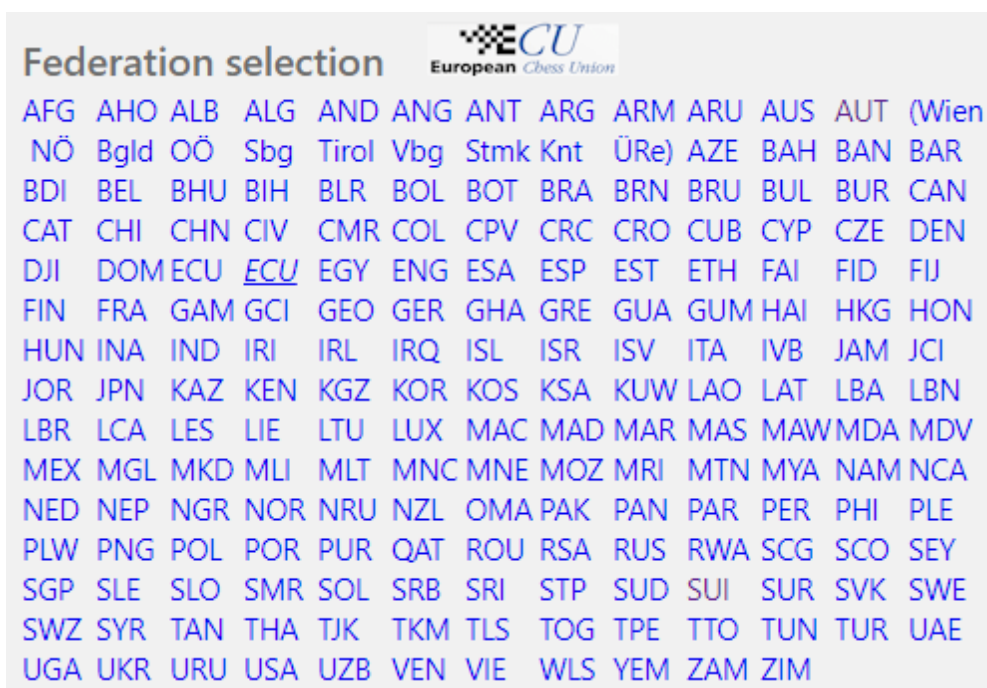 Federation selection ECU
European Chess Union
AFG AHO ALB ALG AND ANG ANT ARG ARM ARU AUS AUT (Wien
NÖ Bgld OÖ Sbg Tirol Vbg Stmk Knt ÜRe) AZE BAH BAN BAR
BDI BEL BHU BIH BLR BOL BOT BRA BRN BRU BUL BUR CAN
CAT CHI CHN CIV CMR COL CPV CRC CRO CUB CYP CZE DEN
DJI DOM ECU ECU EGY ENG ESA ESP EST ETH FAI FID FIJ
FIN FRA GAM GCI GEO GER GHA GRE GUA GUM HAI HKG HON
HUN INA IND IRI IRL IRQ ISL ISR ISV ITA IVB JAM JCI
JOR JPN KAZ KEN KGZ KOR KOS KSA KUW LAO LAT LBA LBN
LBR LCA LES LIE LTU LUX MAC MAD MAR MAS MAW MDA MDV
MEX MGL MKD MLI MLT MNC MNE MOZ MRI MTN MYA NAM NCA
NED NEP NGR NOR NRU NZL OMA PAK PAN PAR PER PHI PLE
PLW PNG POL POR PUR QAT ROU RSA RUS RWA SCG SCO SEY
SGP SLE SLO SMR SOL SRB SRI STP SUD SUI SUR SVK SWE
SWZ SYR TAN THA TJK TKM TLS TOG TPE TTO TUN TUR UAE
UGA UKR URU USA UZB VEN VIE WLS YEM ZAM ZIM